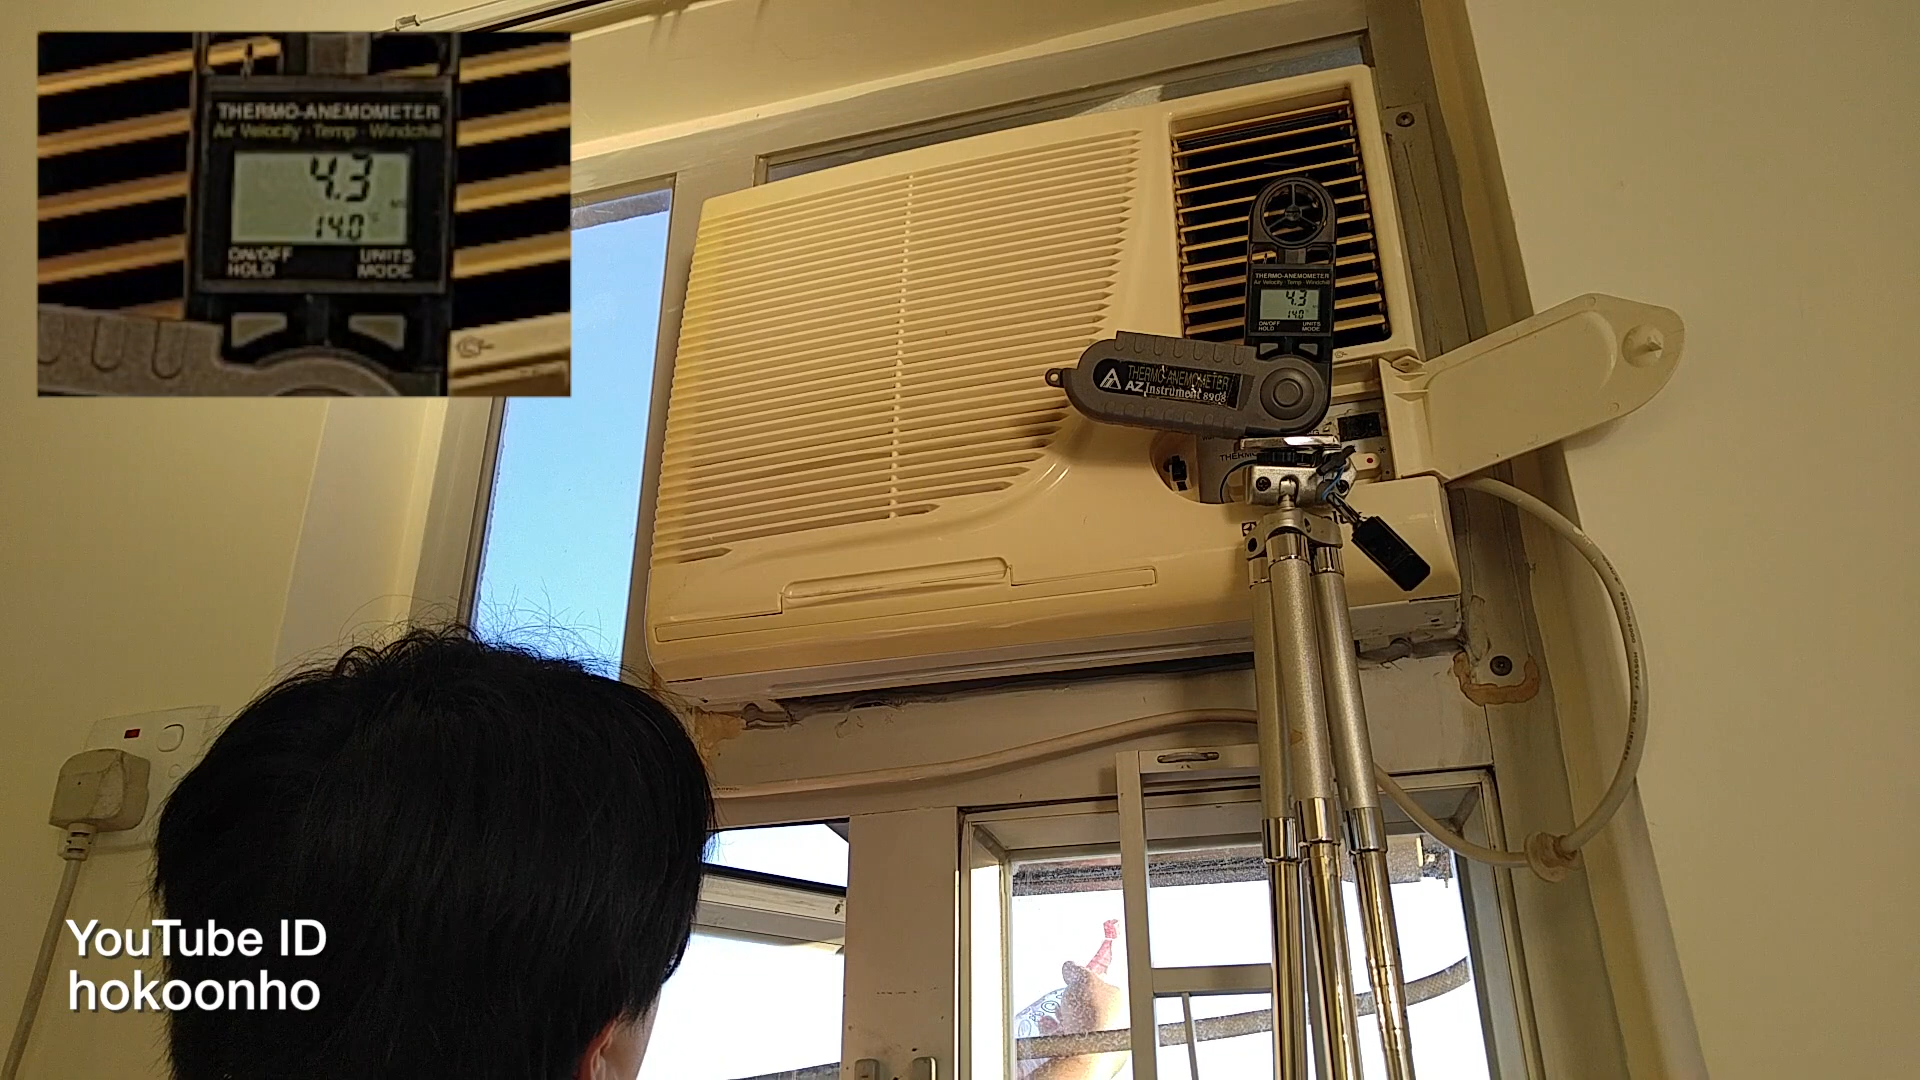 THERMO-ANEMOMETER
Air Velocity · Temp · Windchill
4.3
14.0
ON/OFF UNITS
HOLD MODE
THERMO-ANEMOMETER
Air Velocity · Temp · Windchill
4.3
14.0
ON/OFF UNITS
HOLD MODE
THERMO-ANEMOMETER
AZ Instrument 8908
THERMO
YouTube ID
hokoonho